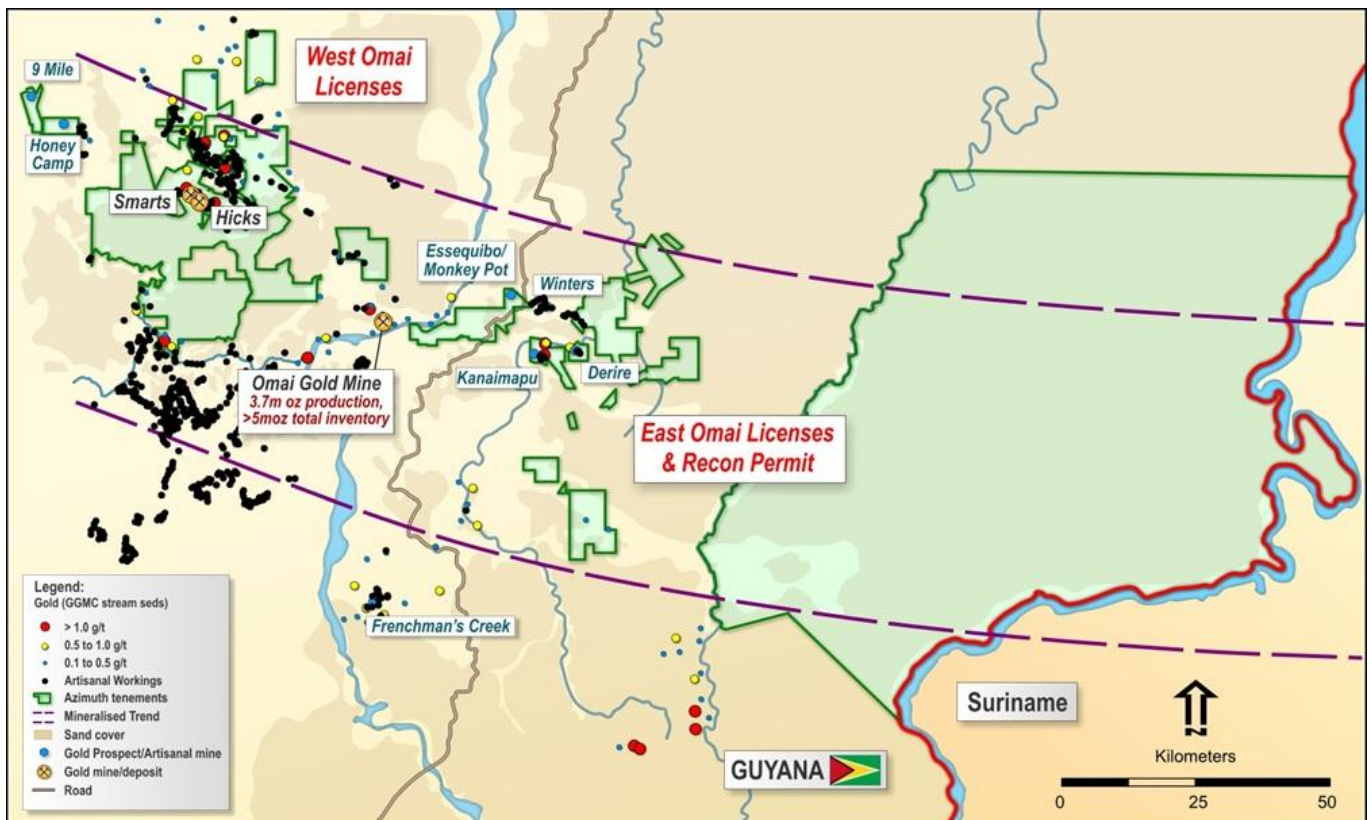 West Omai
Licenses
9 Mile
Honey
Camp
Smarts
Hicks
Essequibo/
Monkey Pot
Winters
Kanaimapu
Derire
Omai Gold Mine
3.7m oz production,
>5moz total inventory
East Omai Licenses
& Recon Permit
Frenchman's Creek
Legend:
Gold (GGMC stream seds)
> 1.0 g/t
0.5 to 1.0 g/t
0.1 to 0.5 g/t
Artisanal Workings
Azimuth tenements
Mineralised Trend
Sand cover
Gold Prospect/Artisanal mine
Gold mine/deposit
Road
Suriname
GUYANA
N
Kilometers
0 25 50